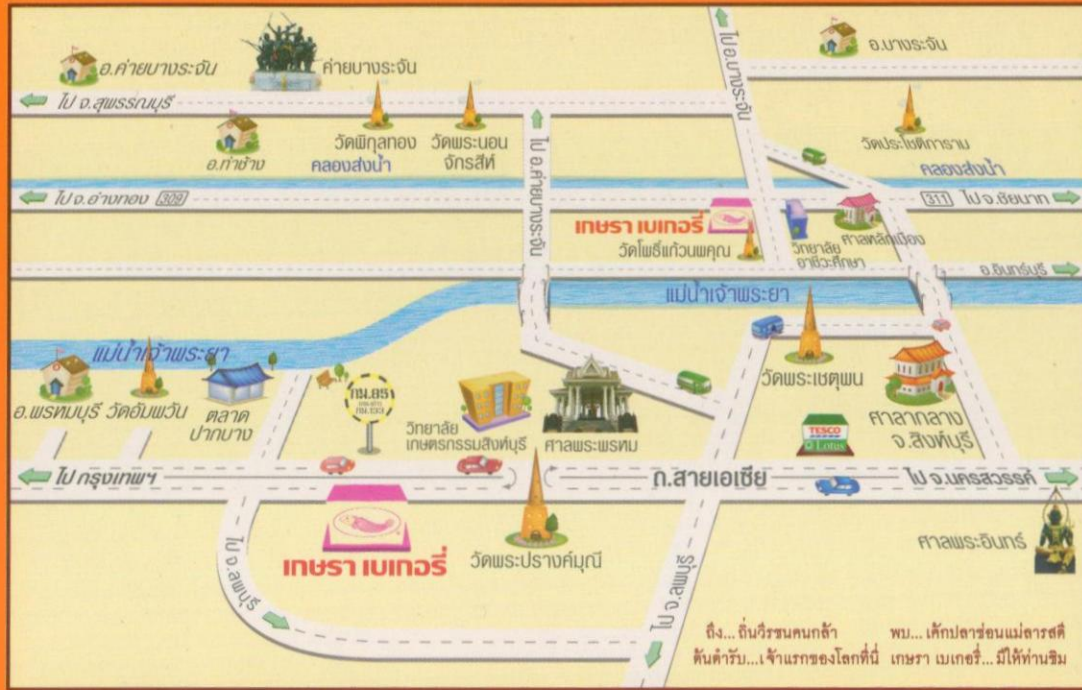 ไป อ.บางระจัน
อ.บางระจัน
อ.ค่ายบางระจัน
ค่ายบางระจัน
ไป จ.สุพรรณบุรี
วัดพิกุลทอง
วัดพระนอน
จักรสีห์
อ.ท่าช้าง
คลองส่งน้ำ
ไป อ.ค่ายบางระจัน
วัดประโชติการาม
คลองส่งน้ำ
ไป จ.อ่างทอง 309
311 ไป จ.ชัยนาท
เกษรา เบเกอรี่
วัดโพธิ์แก้วนพคุณ
วิทยาลัย
อาชีวะศึกษา
ศาลหลักเมือง
อ.อินทร์บุรี
แม่น้ำเจ้าพระยา
แม่น้ำเจ้าพระยา
อ.พรหมบุรี
วัดอัมพวัน
ตลาด
ปากบาง
กม.133
วิทยาลัย
เกษตรกรรมสิงห์บุรี
ศาลพระพรหม
วัดพระเชตุพน
TESCO
Lotus
ศาลากลาง
จ.สิงห์บุรี
ไป กรุงเทพฯ
ถ.สายเอเซีย
ไป จ.นครสวรรค์
ไป จ.ลพบุรี
เกษรา เบเกอรี่
วัดพระปรางค์มุณี
ไป จ.ลพบุรี
ศาลพระอินทร์
ถึง... ถิ่นวีรชนคนกล้า พบ... เค้กปลาช่อนแม่ลารสดี
ต้นตำรับ...เจ้าแรกของโลกที่นี่ เกษรา เบเกอรี่... มีให้ท่านชิม